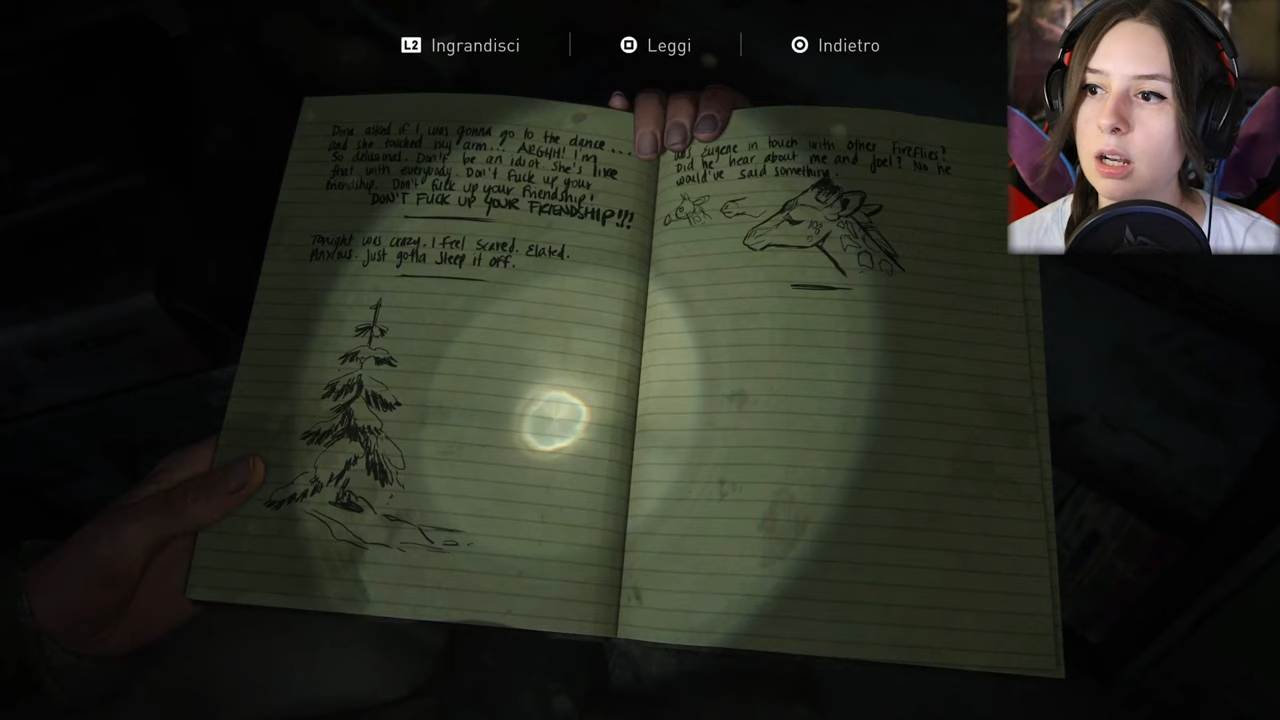 L2 Ingrandisci
Leggi
Indietro
Dina asked if I was gonna go to the dance...
and she touched my arm... ARGHH! I'm
so delusional. Don't be an idiot. She's like
that with everybody. Don't fuck up your
friendship. Don't fuck up your friendship!
DON'T FUCK UP YOUR FRIENDSHIP!!!
Tonight was crazy. I feel scared. Elated.
Anxious. Just gotta sleep it off.
Was Eugene in touch with other Fireflies?
Did he hear about me and Joel? No he
would've said something.